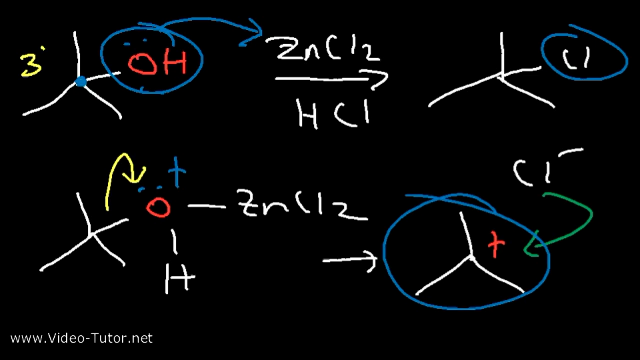 3° OH ZnCl2 Cl
HCl
+ Cl⁻
O — ZnCl2 +
H
www.Video-Tutor.net